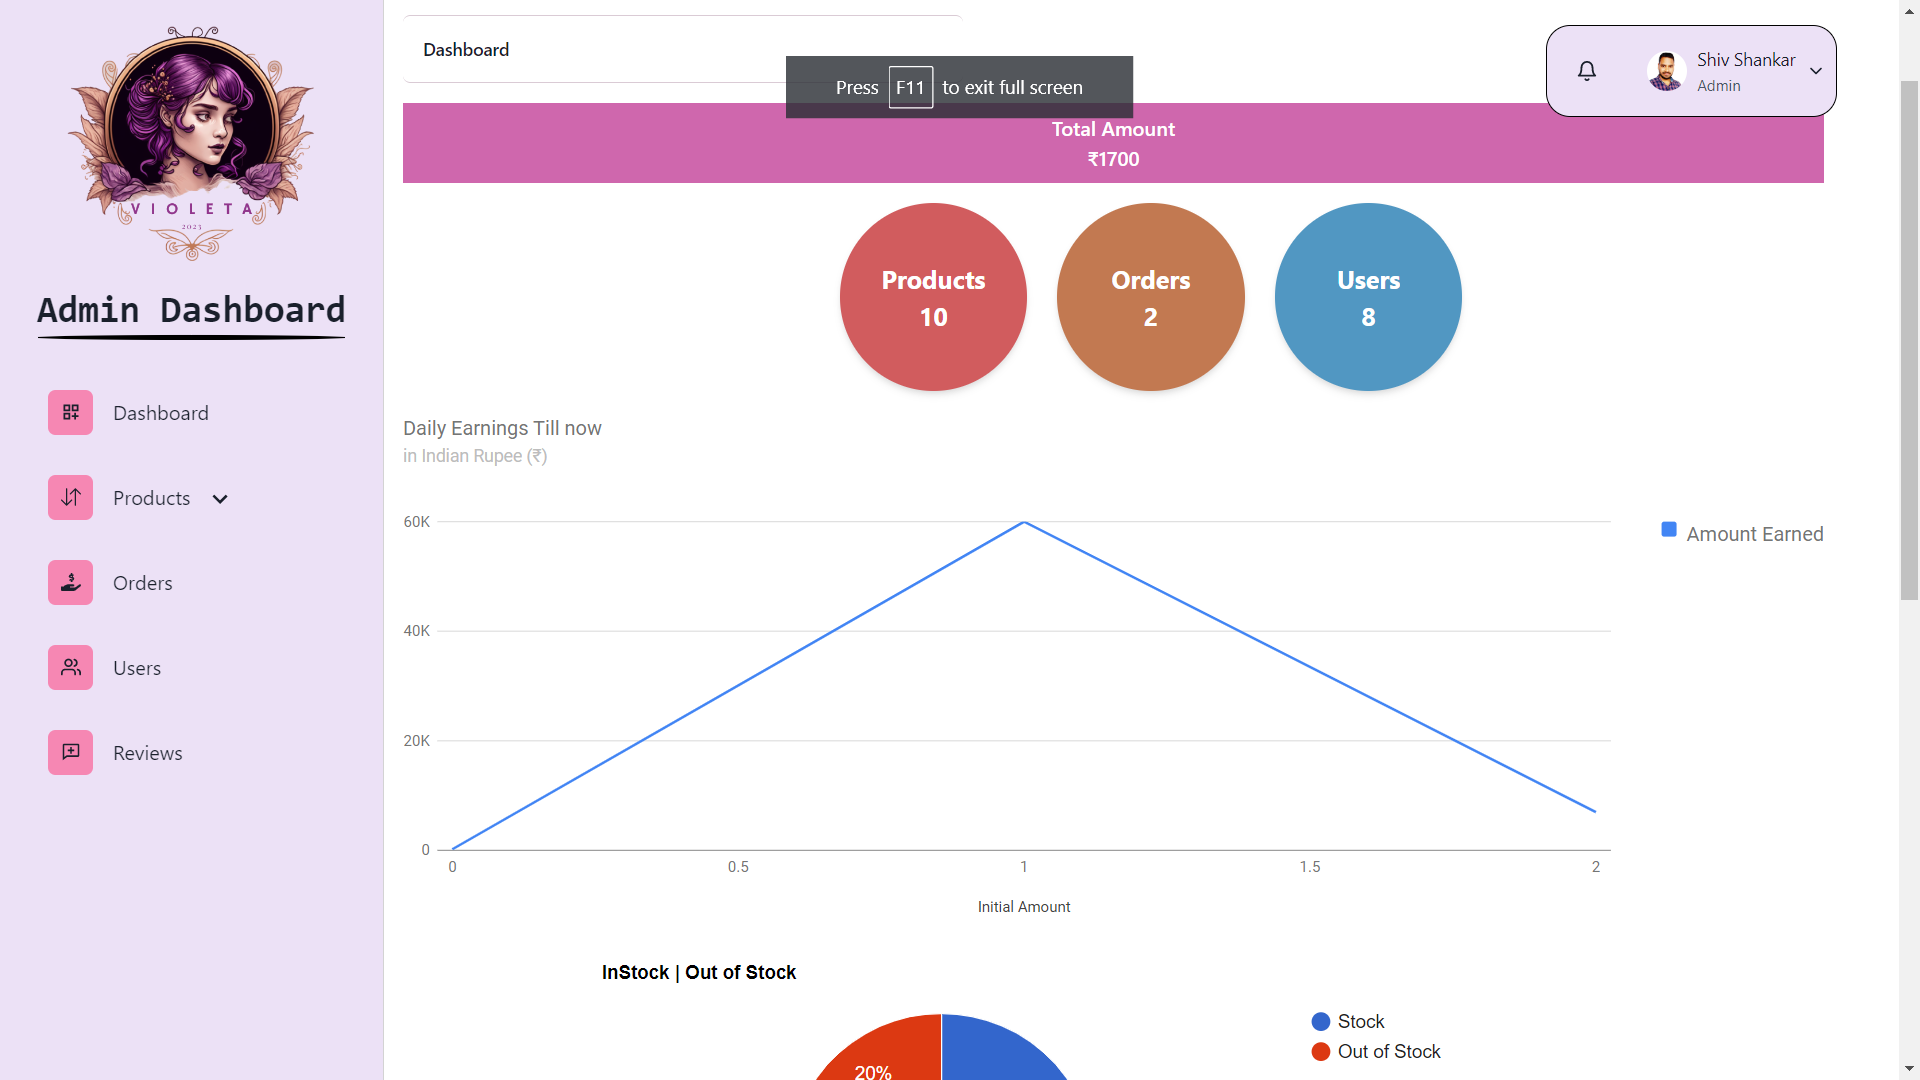 VIOLETA
2023
Admin Dashboard
Dashboard
Products
Orders
Users
Reviews
Dashboard
Press F11 to exit full screen
Shiv Shankar
Admin
Total Amount
₹1700
Products
10
Orders
2
Users
8
Daily Earnings Till now
in Indian Rupee (₹)
60K
40K
20K
0
0 0.5 1 1.5 2
Initial Amount
Amount Earned
InStock | Out of Stock
20%
Stock
Out of Stock